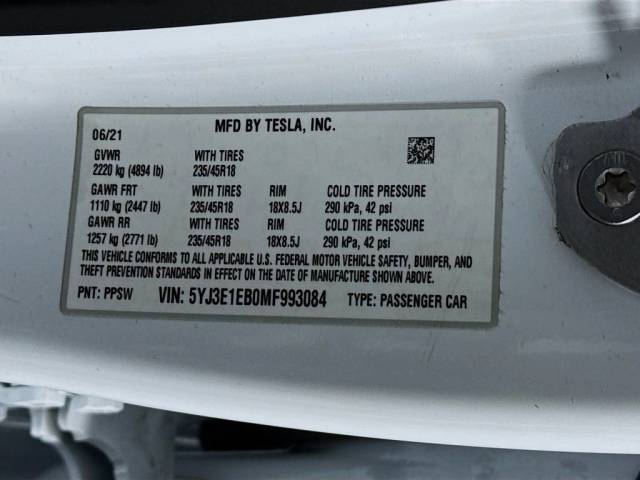 06/21 MFD BY TESLA, INC.
GVWR WITH TIRES
2220 kg (4894 lb) 235/45R18
GAWR FRT WITH TIRES RIM COLD TIRE PRESSURE
1110 kg (2447 lb) 235/45R18 18X8.5J 290 kPa, 42 psi
GAWR RR WITH TIRES RIM COLD TIRE PRESSURE
1257 kg (2771 lb) 235/45R18 18X8.5J 290 kPa, 42 psi
THIS VEHICLE CONFORMS TO ALL APPLICABLE U.S. FEDERAL MOTOR VEHICLE SAFETY, BUMPER, AND
THEFT PREVENTION STANDARDS IN EFFECT ON THE DATE OF MANUFACTURE SHOWN ABOVE.
PNT: PPSW VIN: 5YJ3E1EB0MF993084 TYPE: PASSENGER CAR